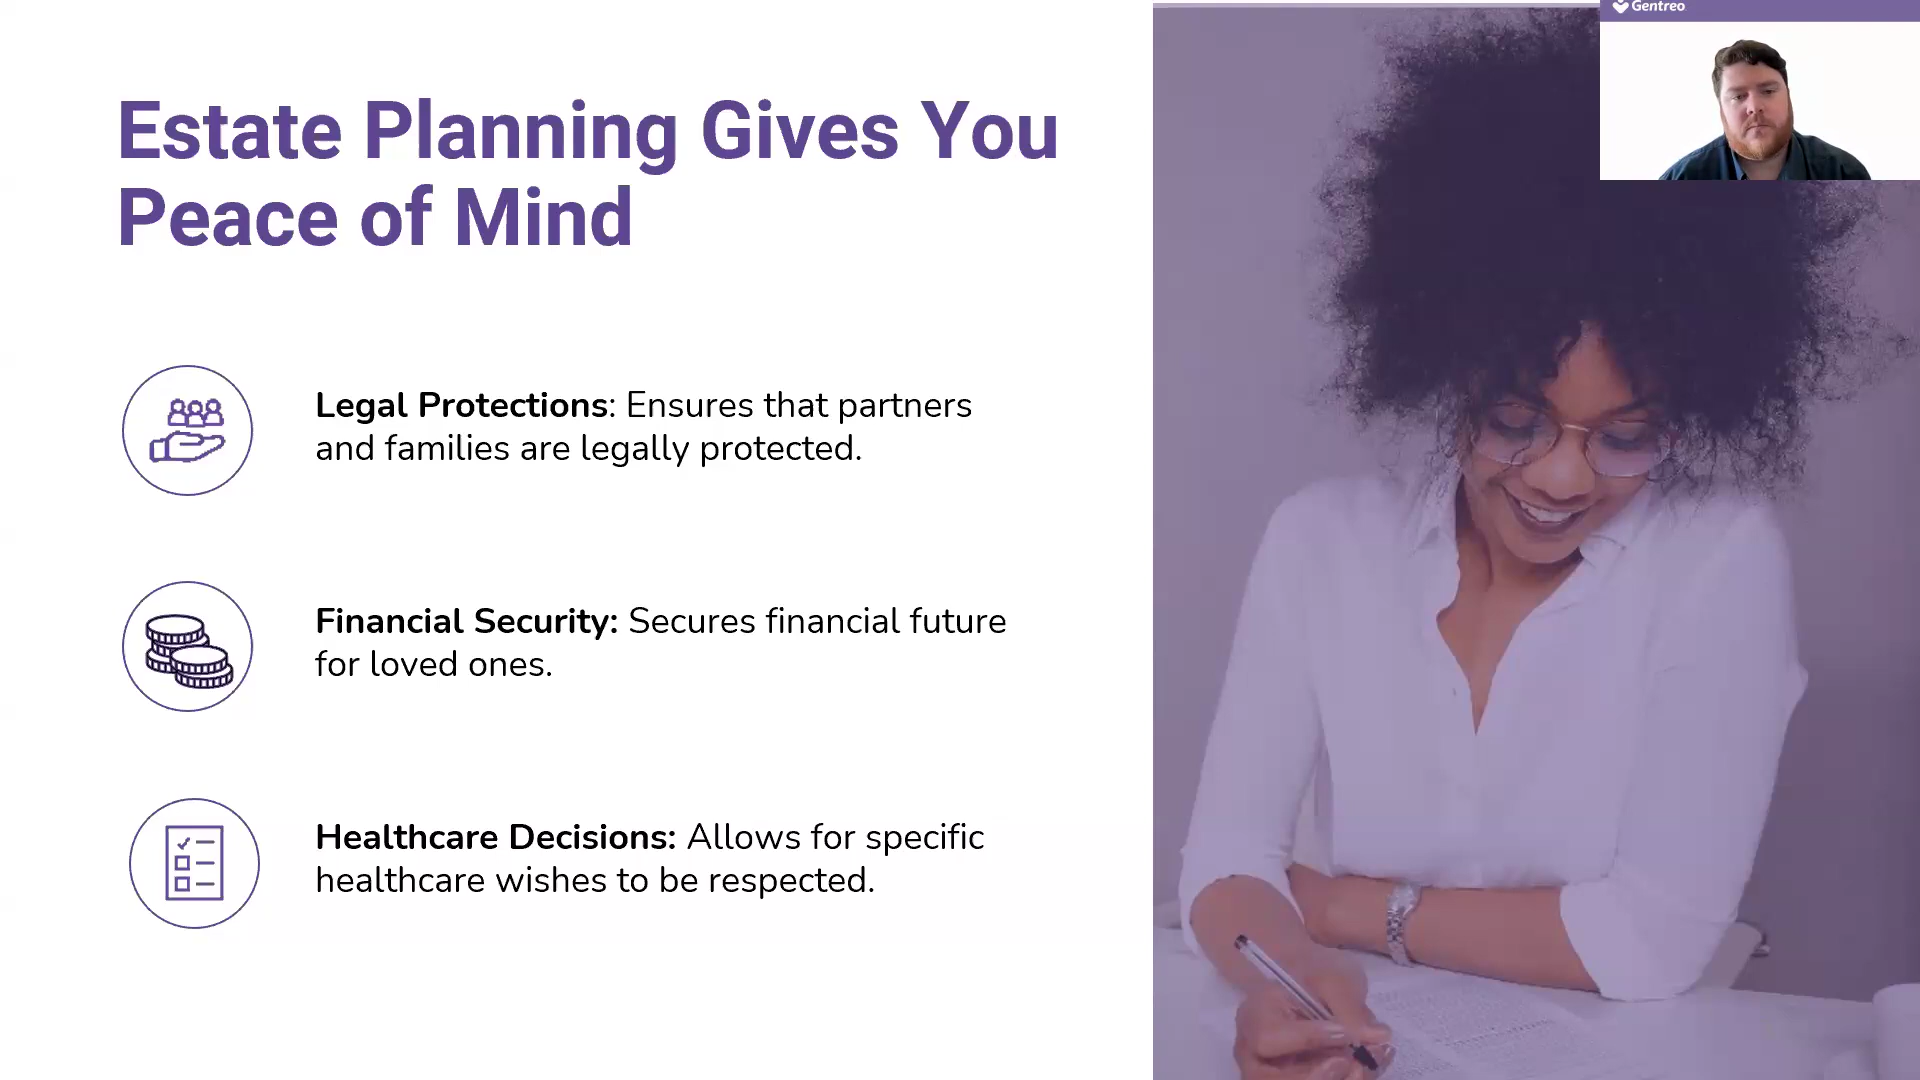 Gentreo
Estate Planning Gives You
Peace of Mind
Legal Protections: Ensures that partners
and families are legally protected.
Financial Security: Secures financial future
for loved ones.
Healthcare Decisions: Allows for specific
healthcare wishes to be respected.